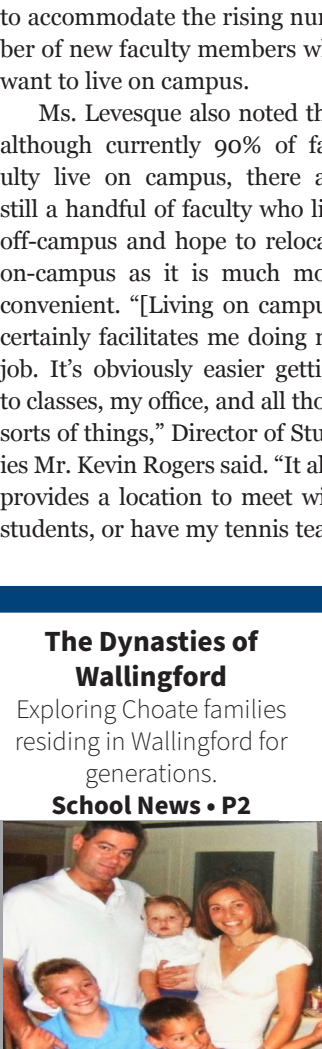 to accommodate the rising num
ber of new faculty members wh
want to live on campus.
Ms. Levesque also noted th
although currently 90% of fa
ulty live on campus, there a
still a handful of faculty who li
off-campus and hope to reloca
on-campus as it is much mo
convenient. “[Living on campu
certainly facilitates me doing m
job. It’s obviously easier getti
to classes, my office, and all tho
sorts of things,” Director of Stu
ies Mr. Kevin Rogers said. “It al
provides a location to meet wi
students, or have my tennis tea
The Dynasties of
Wallingford
Exploring Choate families
residing in Wallingford for
generations.
School News • P2